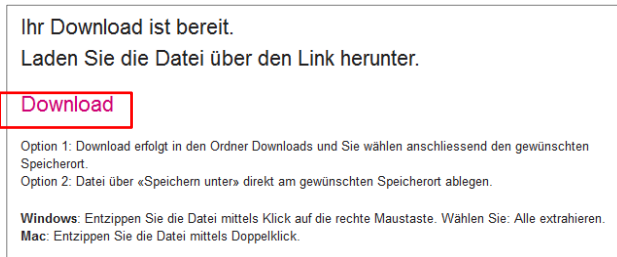 Ihr Download ist bereit.
Laden Sie die Datei über den Link herunter.
Download
Option 1: Download erfolgt in den Ordner Downloads und Sie wählen anschliessend den gewünschten
Speicherort.
Option 2: Datei über «Speichern unter» direkt am gewünschten Speicherort ablegen.
Windows: Entzippen Sie die Datei mittels Klick auf die rechte Maustaste. Wählen Sie: Alle extrahieren.
Mac: Entzippen Sie die Datei mittels Doppelklick.